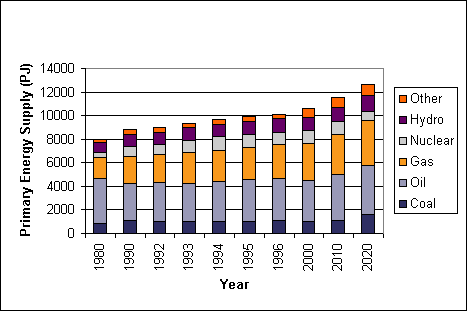 Primary Energy Supply (PJ)
14000
12000
10000
8000
6000
4000
2000
0
1980
1990
1992
1993
1994
1995
1996
2000
2010
2020
Year
Other
Hydro
Nuclear
Gas
Oil
Coal